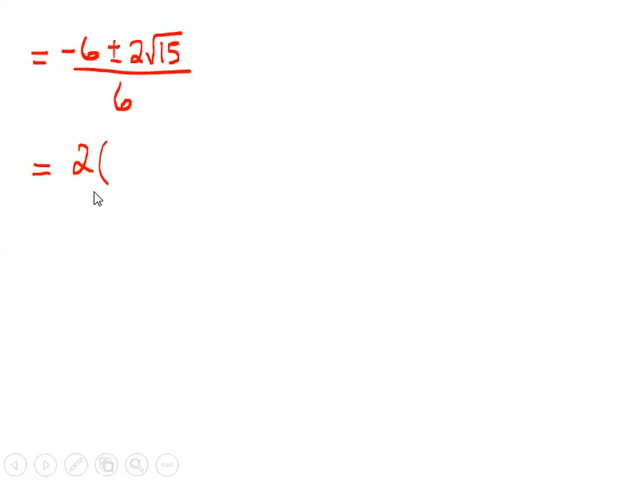 = -6 ± 2√15
6
= 2(